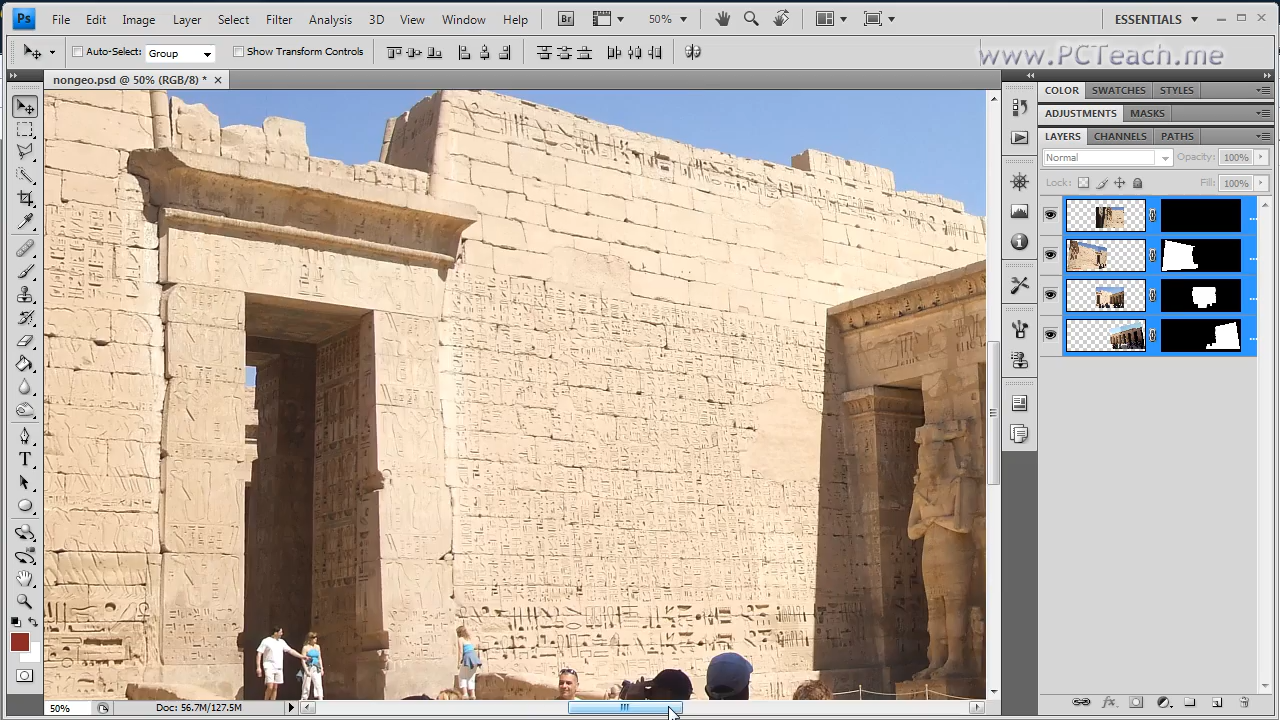 Ps File Edit Image Layer Select Filter Analysis 3D View Window Help Br 50% ESSENTIALS
Auto-Select: Group Show Transform Controls
www.PCTeach.me
nongeo.psd @ 50% (RGB/8) * ×
COLOR SWATCHES STYLES
ADJUSTMENTS MASKS
LAYERS CHANNELS PATHS
Normal Opacity: 100%
Lock: Fill: 100%
T
fx
50% Doc: 56.7M/127.5M